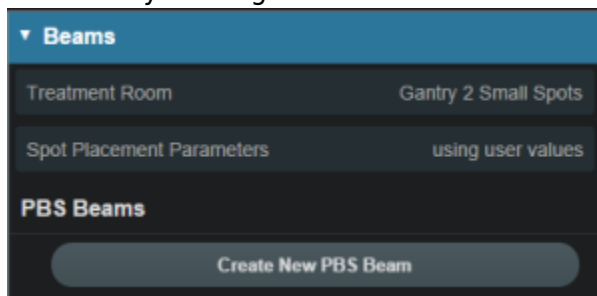 Beams
Treatment Room Gantry 2 Small Spots
Spot Placement Parameters using user values
PBS Beams
Create New PBS Beam